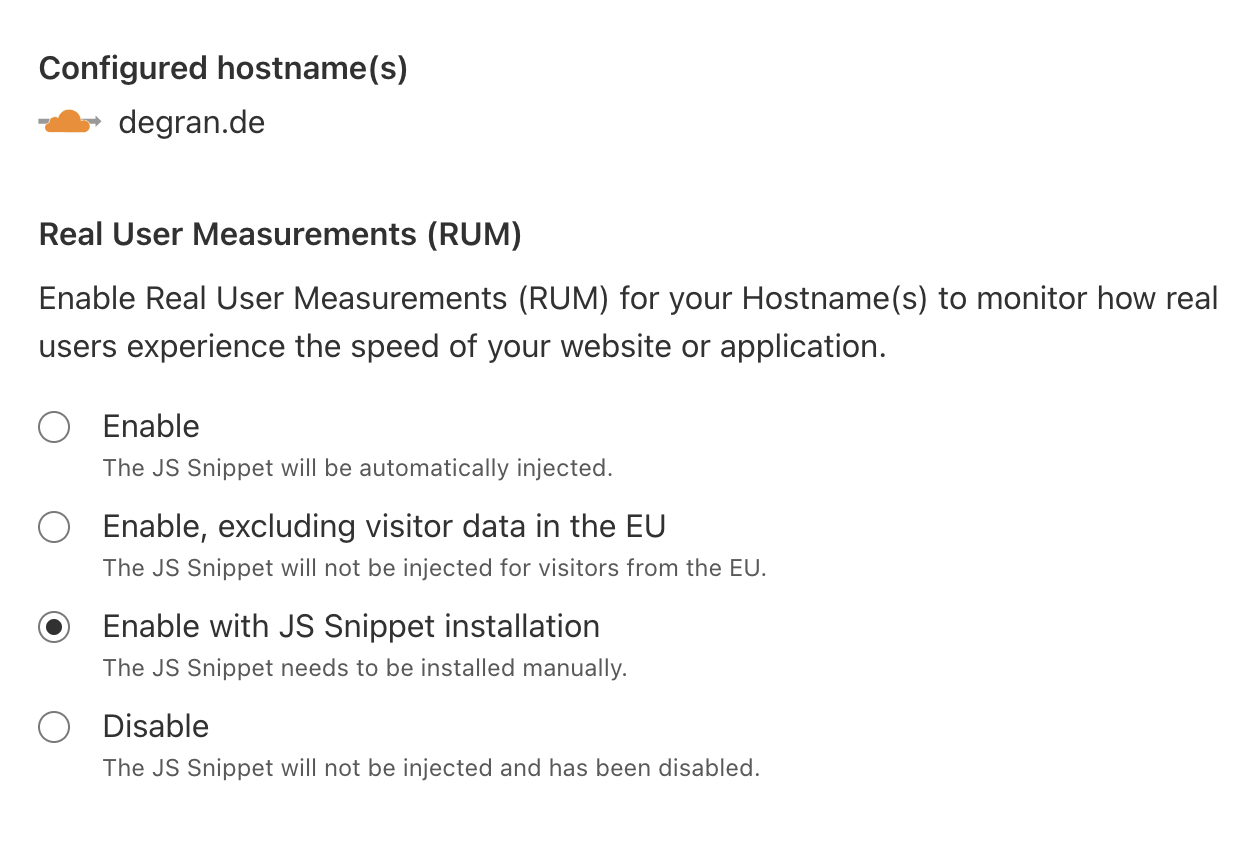 Configured hostname(s)
degran.de
Real User Measurements (RUM)
Enable Real User Measurements (RUM) for your Hostname(s) to monitor how real
users experience the speed of your website or application.
Enable
The JS Snippet will be automatically injected.
Enable, excluding visitor data in the EU
The JS Snippet will not be injected for visitors from the EU.
Enable with JS Snippet installation
The JS Snippet needs to be installed manually.
Disable
The JS Snippet will not be injected and has been disabled.